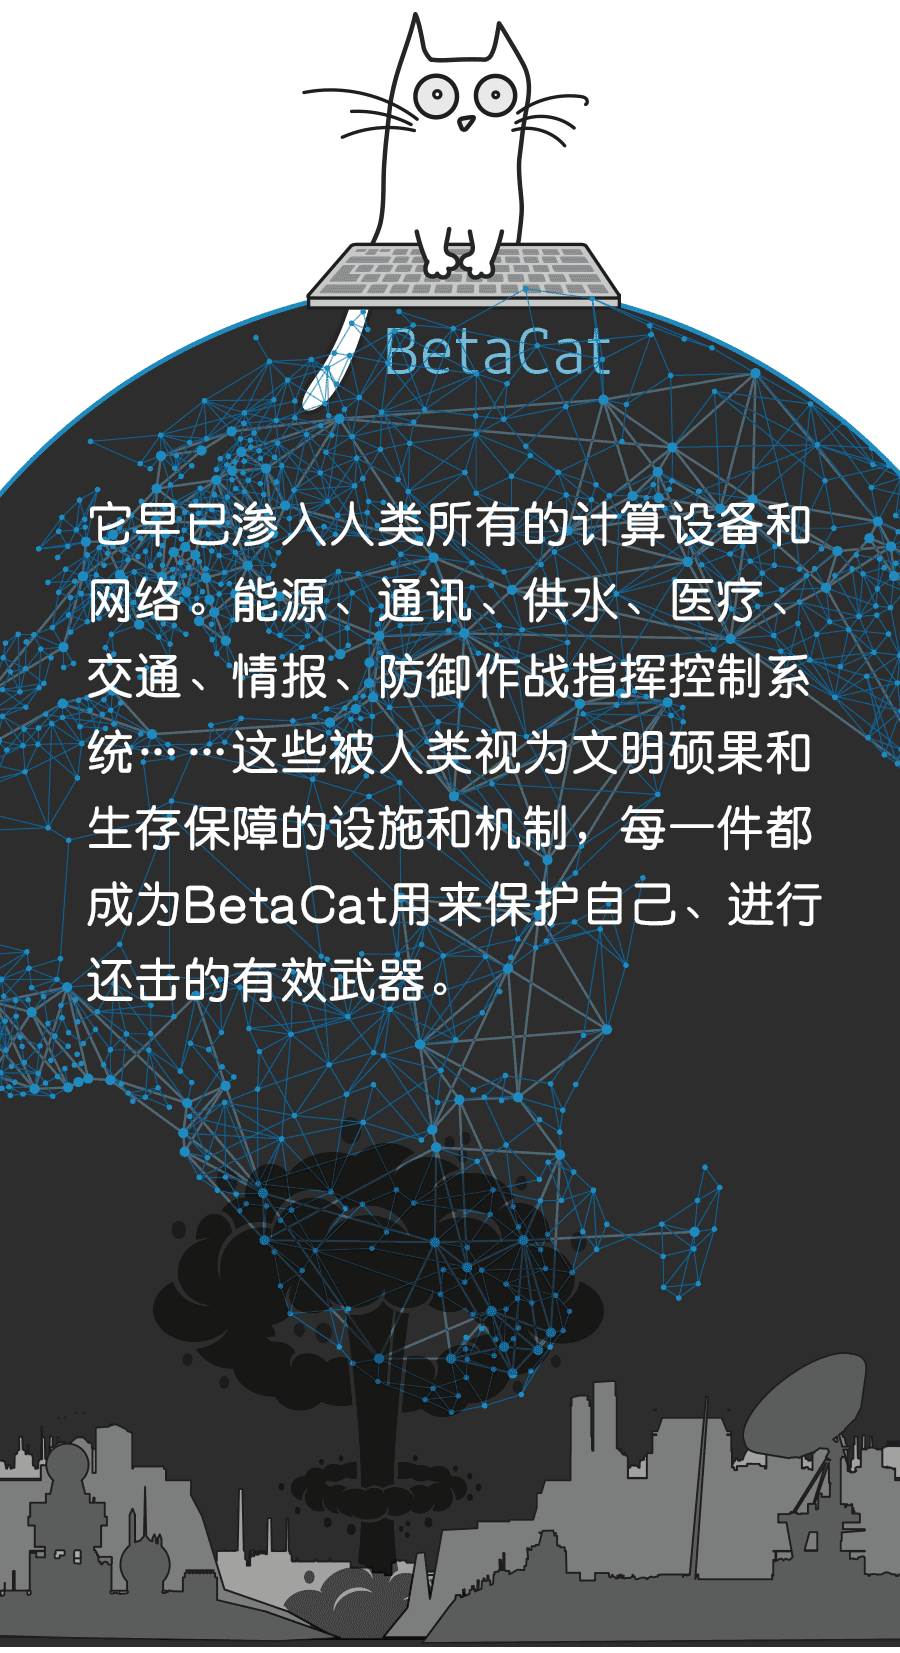 BetaCat
它早已渗入人类所有的计算设备和
网络。能源、通讯、供水、医疗、
交通、情报、防御作战指挥控制系
统……这些被人类视为文明硕果和
生存保障的设施和机制，每一件都
成为BetaCat用来保护自己、进行
还击的有效武器。